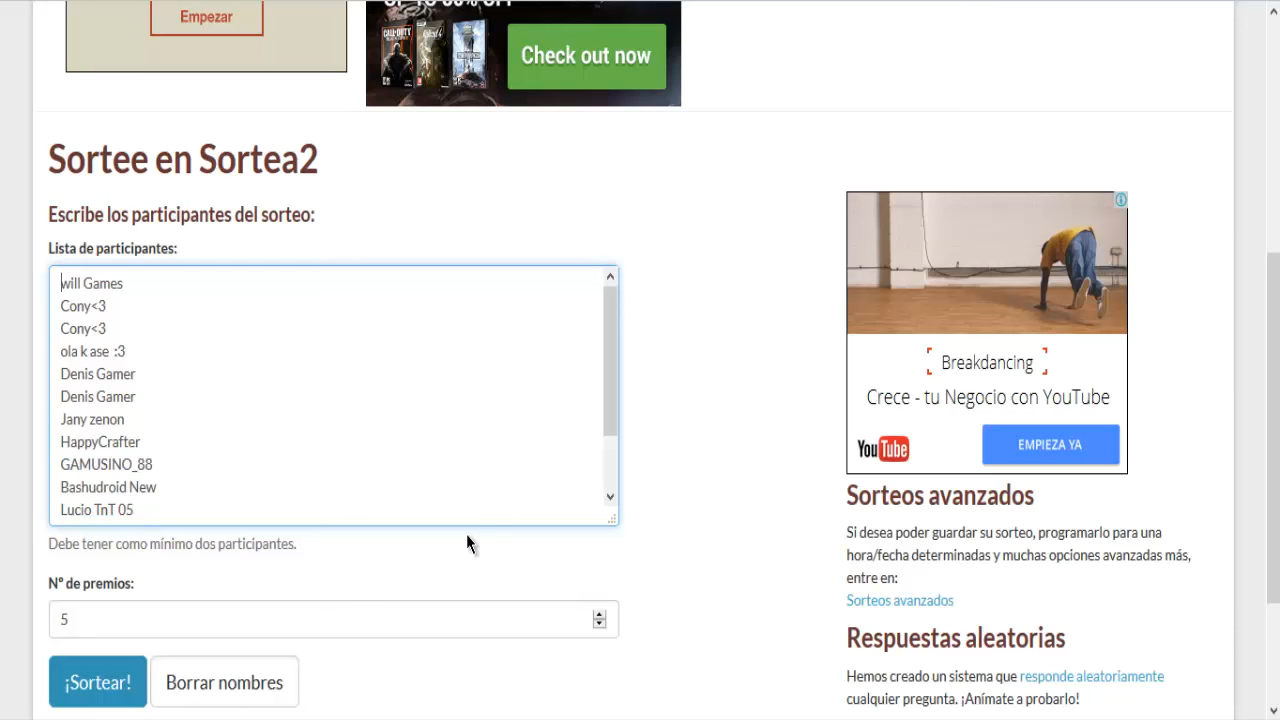 Empezar
Check out now
Sortee en Sortea2
Escribe los participantes del sorteo:
Lista de participantes:
will Games
Cony<3
Cony<3
ola k ase :3
Denis Gamer
Denis Gamer
Jany zenon
HappyCrafter
GAMUSINO_88
Bashudroid New
Lucio TnT 05
Debe tener como mínimo dos participantes.
Nº de premios:
5
¡Sortear!
Borrar nombres
Breakdancing
Crece - tu Negocio con YouTube
YouTube
EMPIEZA YA
Sorteos avanzados
Si desea poder guardar su sorteo, programarlo para una
hora/fecha determinadas y muchas opciones avanzadas más,
entre en:
Sorteos avanzados
Respuestas aleatorias
Hemos creado un sistema que responde aleatoriamente
cualquier pregunta. ¡Anímate a probarlo!